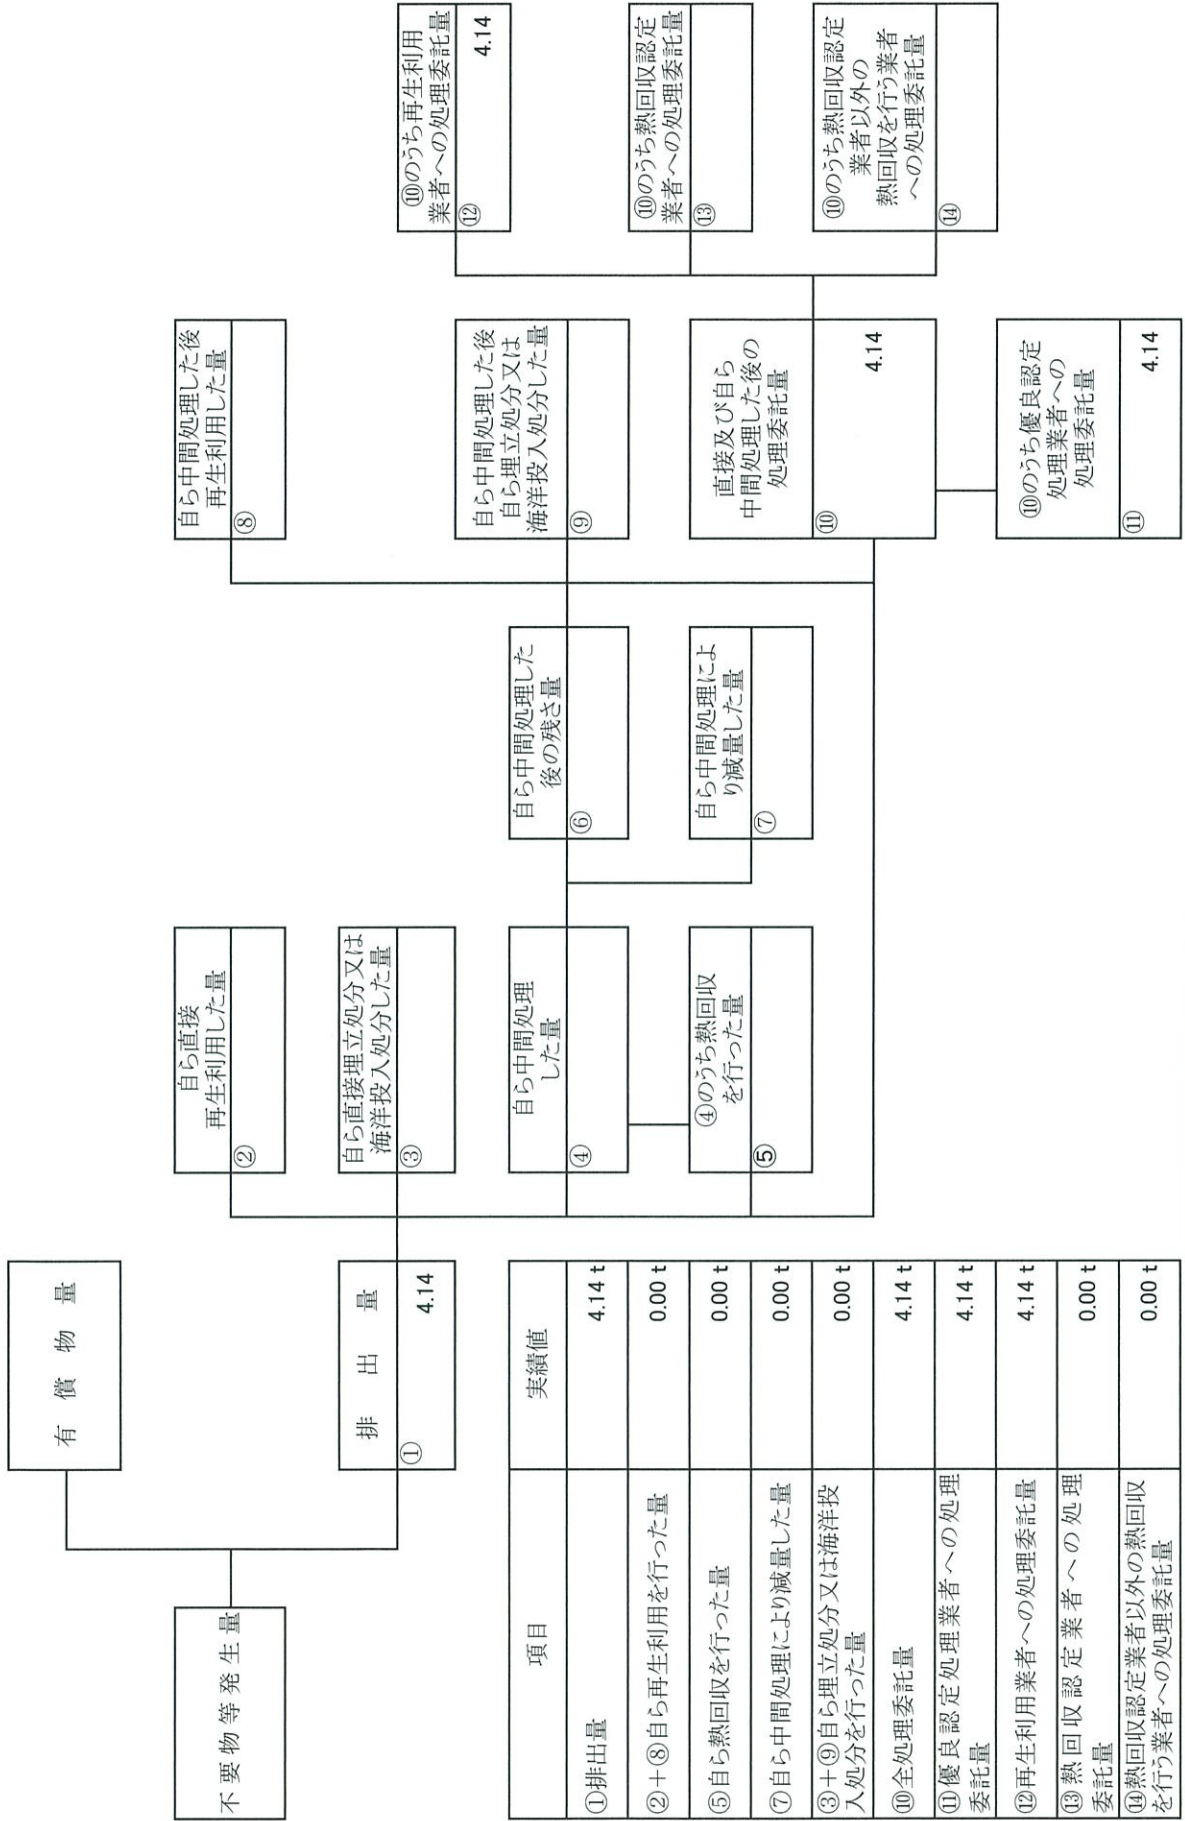 不要物等発生量
有償物量
排出量
①
4.14
自ら直接
再生利用した量
②
自ら直接埋立処分又は
海洋投入処分した量
③
自ら中間処理
した量
④
④のうち熱回収
を行った量
⑤
自ら中間処理した
後の残さ量
⑥
自ら中間処理によ
り減量した量
⑦
自ら中間処理した後
再生利用した量
⑧
自ら中間処理した後
自ら埋立処分又は
海洋投入処分した量
⑨
直接及び自ら
中間処理した後の
処理委託量
⑩
4.14
⑩のうち優良認定
処理業者への
処理委託量
⑪
4.14
⑩のうち再生利用
業者への処理委託量
⑫
4.14
⑩のうち熱回収認定
業者への処理委託量
⑬
⑩のうち熱回収認定
業者以外の
熱回収を行う業者
への処理委託量
⑭
項目 実績値
①排出量 4.14 t
②+⑧自ら再生利用を行った量 0.00 t
⑤自ら熱回収を行った量 0.00 t
⑦自ら中間処理により減量した量 0.00 t
③+⑨自ら埋立処分又は海洋投
入処分を行った量 0.00 t
⑩全処理委託量 4.14 t
⑪優良認定処理業者への処理
委託量 4.14 t
⑫再生利用業者への処理委託量 4.14 t
⑬熱回収認定業者への処理
委託量 0.00 t
⑭熱回収認定業者以外の熱回収
を行う業者への処理委託量 0.00 t